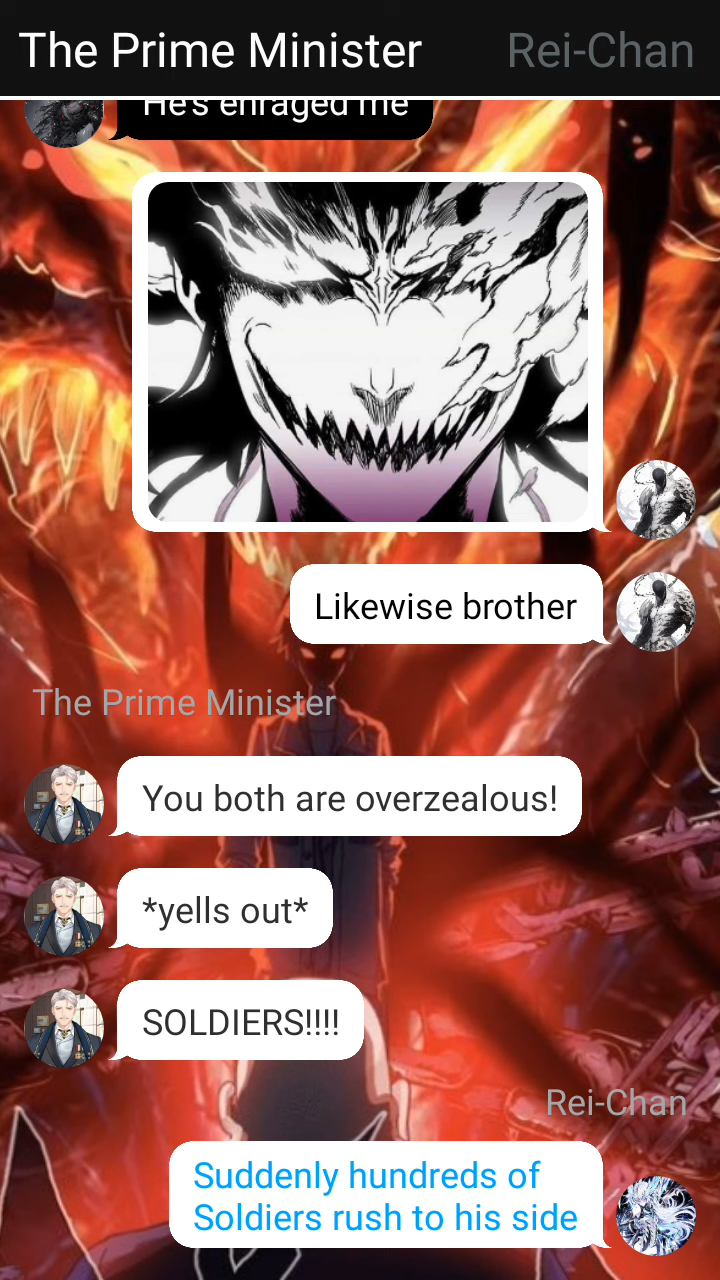 The Prime Minister
Rei-Chan
He's enraged me
Likewise brother
The Prime Minister
You both are overzealous!
*yells out*
SOLDIERS!!!!
Rei-Chan
Suddenly hundreds of
Soldiers rush to his side